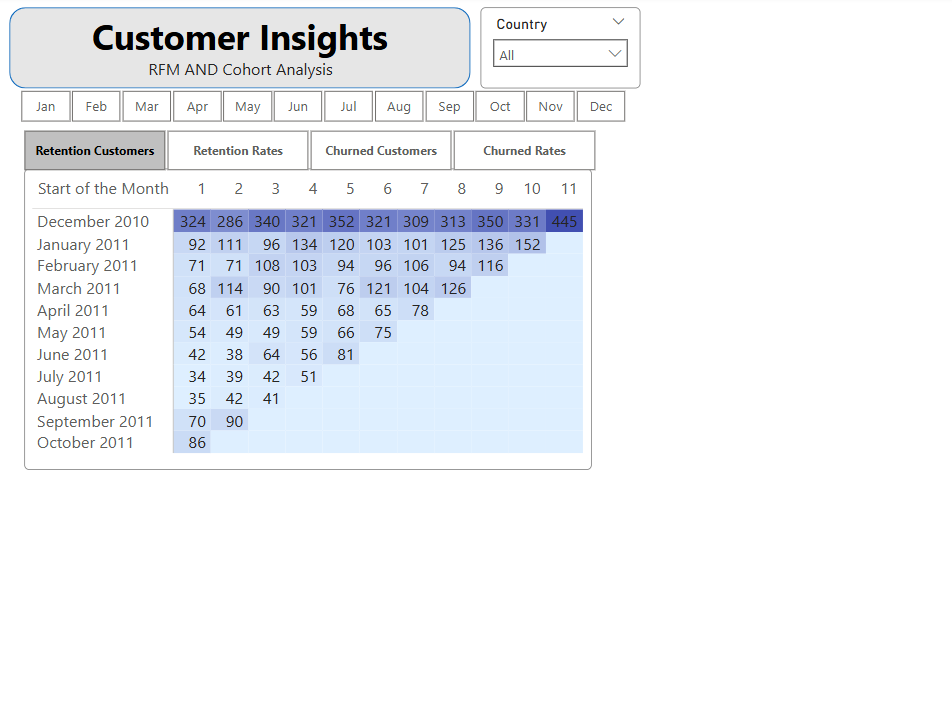 Customer Insights
RFM AND Cohort Analysis
Country
All
Jan Feb Mar Apr May Jun Jul Aug Sep Oct Nov Dec
Retention Customers Retention Rates Churned Customers Churned Rates
Start of the Month 1 2 3 4 5 6 7 8 9 10 11
December 2010 324 286 340 321 352 321 309 313 350 331 445
January 2011 92 111 96 134 120 103 101 125 136 152
February 2011 71 71 108 103 94 96 106 94 116
March 2011 68 114 90 101 76 121 104 126
April 2011 64 61 63 59 68 65 78
May 2011 54 49 49 59 66 75
June 2011 42 38 64 56 81
July 2011 34 39 42 51
August 2011 35 42 41
September 2011 70 90
October 2011 86